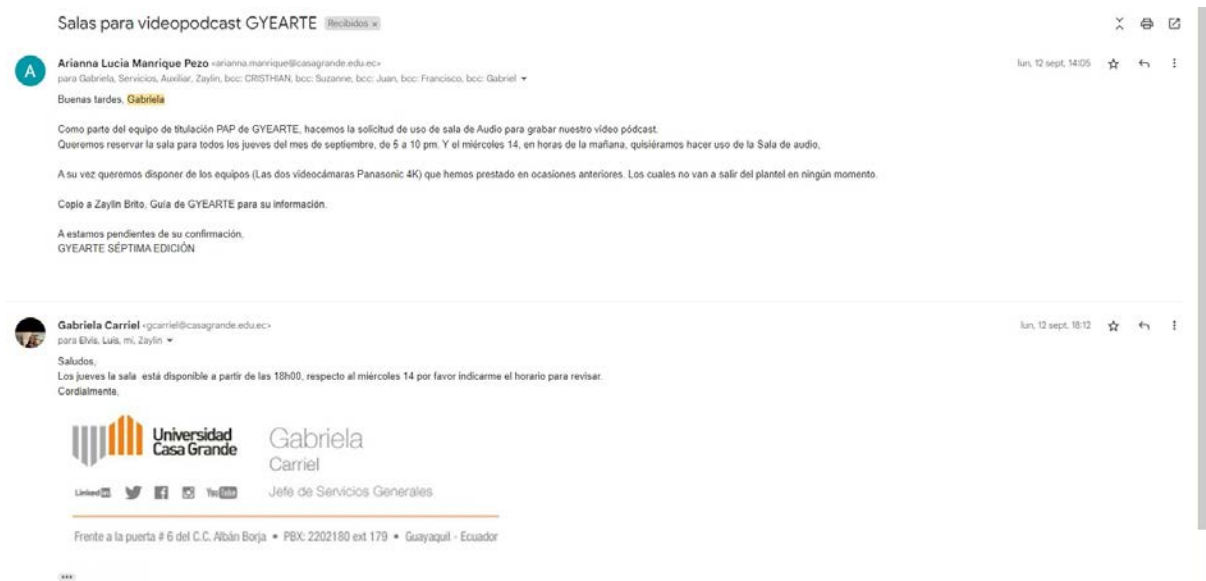 Salas para videopodcast GYEARTE Recibidos x
Arianna Lucia Manrique Pezo <arianna.manrique@casagrande.edu.ec> lun, 12 sept, 14:05
A
para Gabriela, Servicios, Auxiliar, Zaylin, bcc: CRISTHIAN, bcc: Suzanne, bcc: Juan, bcc: Francisco, bcc: Gabriel
Buenas tardes, Gabriela
Como parte del equipo de titulación PAP de GYEARTE, hacemos la solicitud de uso de sala de Audio para grabar nuestro vídeo pódcast.
Queremos reservar la sala para todos los jueves del mes de septiembre, de 5 a 10 pm. Y el miércoles 14, en horas de la mañana, quisiéramos hacer uso de la Sala de audio,
A su vez queremos disponer de los equipos (Las dos videocámaras Panasonic 4K) que hemos prestado en ocasiones anteriores. Los cuales no van a salir del plantel en ningún momento.
Copio a Zaylin Brito, Guía de GYEARTE para su información.
A estamos pendientes de su confirmación,
GYEARTE SÉPTIMA EDICIÓN
Gabriela Carriel <gcarriel@casagrande.edu.ec> lun, 12 sept, 18:12
para Elvis, Luis, mí, Zaylin
Saludos,
Los jueves la sala está disponible a partir de las 18h00, respecto al miércoles 14 por favor indicarme el horario para revisar.
Cordialmente,
Universidad
Casa Grande
Gabriela
Carriel
Linked in
You Tube
Jefe de Servicios Generales
Frente a la puerta # 6 del C.C. Albán Borja • PBX: 2202180 ext 179 • Guayaquil - Ecuador